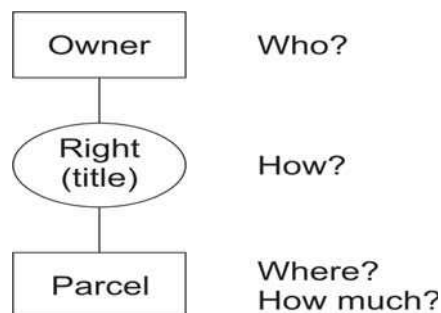 Owner Who?
Right
(title)
How?
Parcel
Where?
How much?